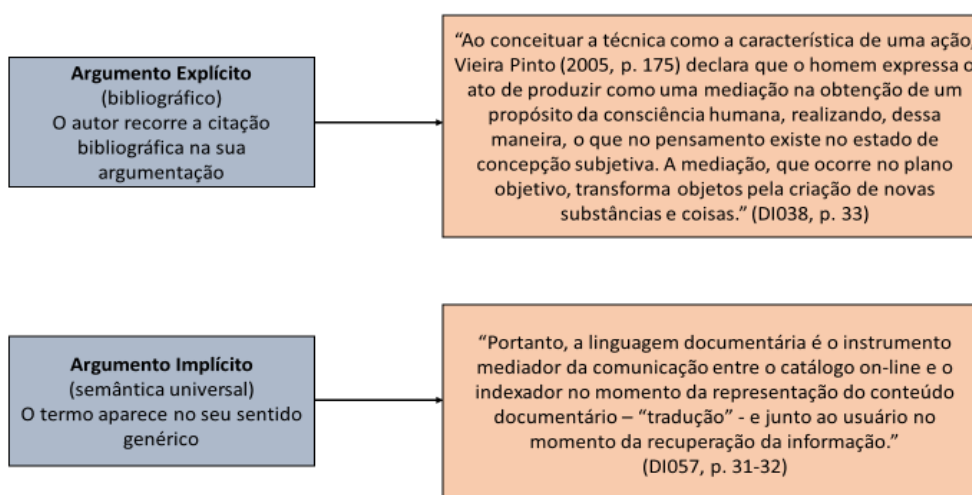 Argumento Explícito
(bibliográfico)
O autor recorre a citação
bibliográfica na sua
argumentação
“Ao conceituar a técnica como a característica de uma ação,
Vieira Pinto (2005, p. 175) declara que o homem expressa o
ato de produzir como uma mediação na obtenção de um
propósito da consciência humana, realizando, dessa
maneira, o que no pensamento existe no estado de
concepção subjetiva. A mediação, que ocorre no plano
objetivo, transforma objetos pela criação de novas
substâncias e coisas.” (DI038, p. 33)
Argumento Implícito
(semântica universal)
O termo aparece no seu sentido
genérico
“Portanto, a linguagem documentária é o instrumento
mediador da comunicação entre o catálogo on-line e o
indexador no momento da representação do conteúdo
documentário – “tradução” - e junto ao usuário no
momento da recuperação da informação.”
(DI057, p. 31-32)